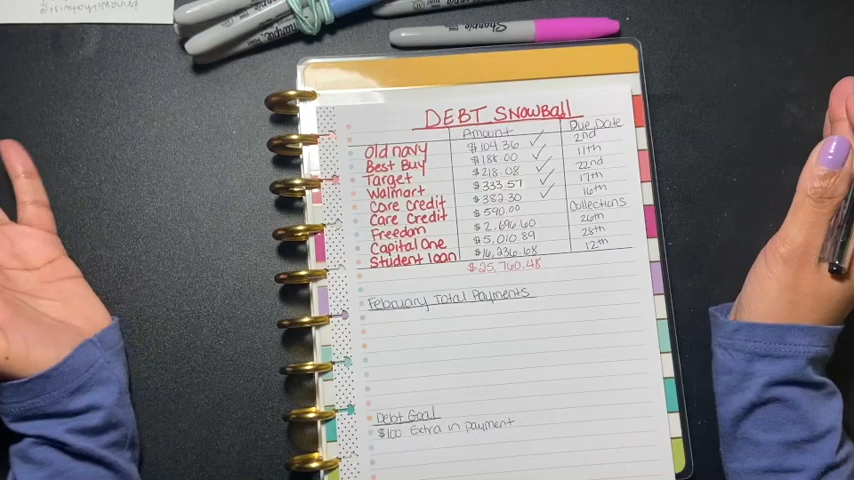 Sharpie
DEBT SNOWBall
Amount Due Date
Old navy $104.36 ✓ 2nd
Best Buy $188.00 ✓ 11th
Target $218.08 ✓ 22nd
Walmart $333.57 ✓ 17th
Care Credit $382.30 ✓ 16th
Care Credit $590.00 Collections
Freedom $2,696.60 26th
Capital One $5,010.89 28th
Student loan $16,236.68 12th
$25,760.48
February Total Payments
Debt Goal
$100 Extra in payment